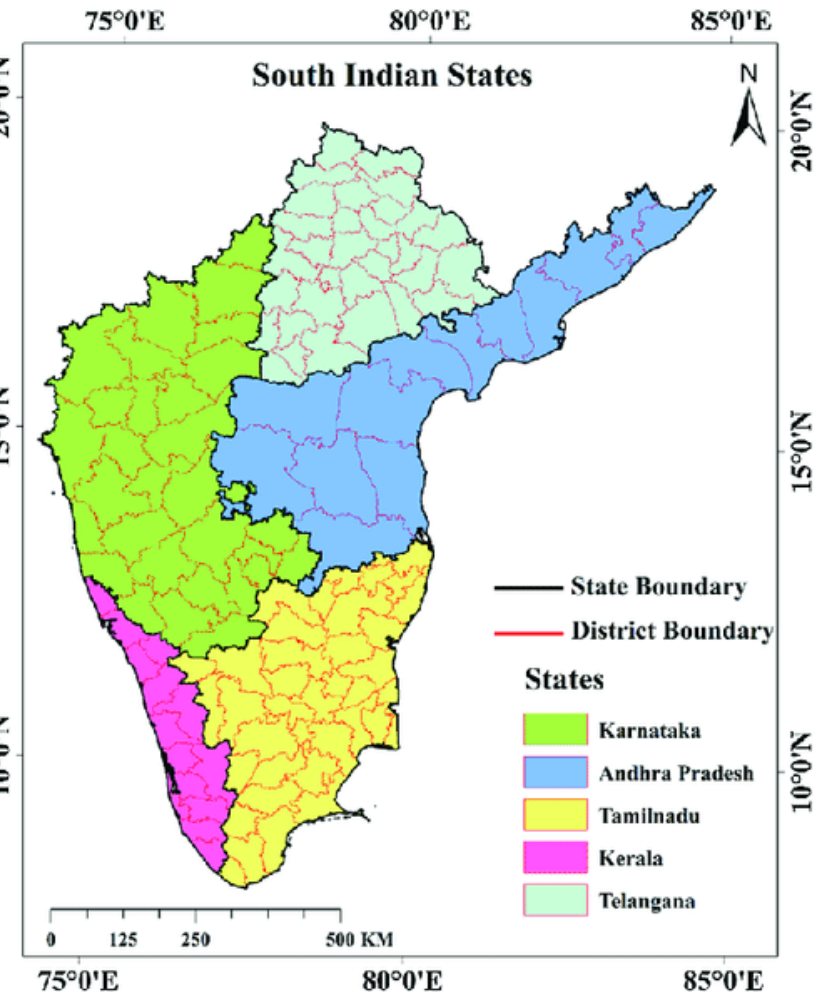 75°0'E 80°0'E 85°0'E
South Indian States
N
20°0'N
15°0'N
10°0'N
State Boundary
District Boundary
States
Karnataka
Andhra Pradesh
Tamilnadu
Kerala
Telangana
0 125 250 500 KM
75°0'E 80°0'E 85°0'E